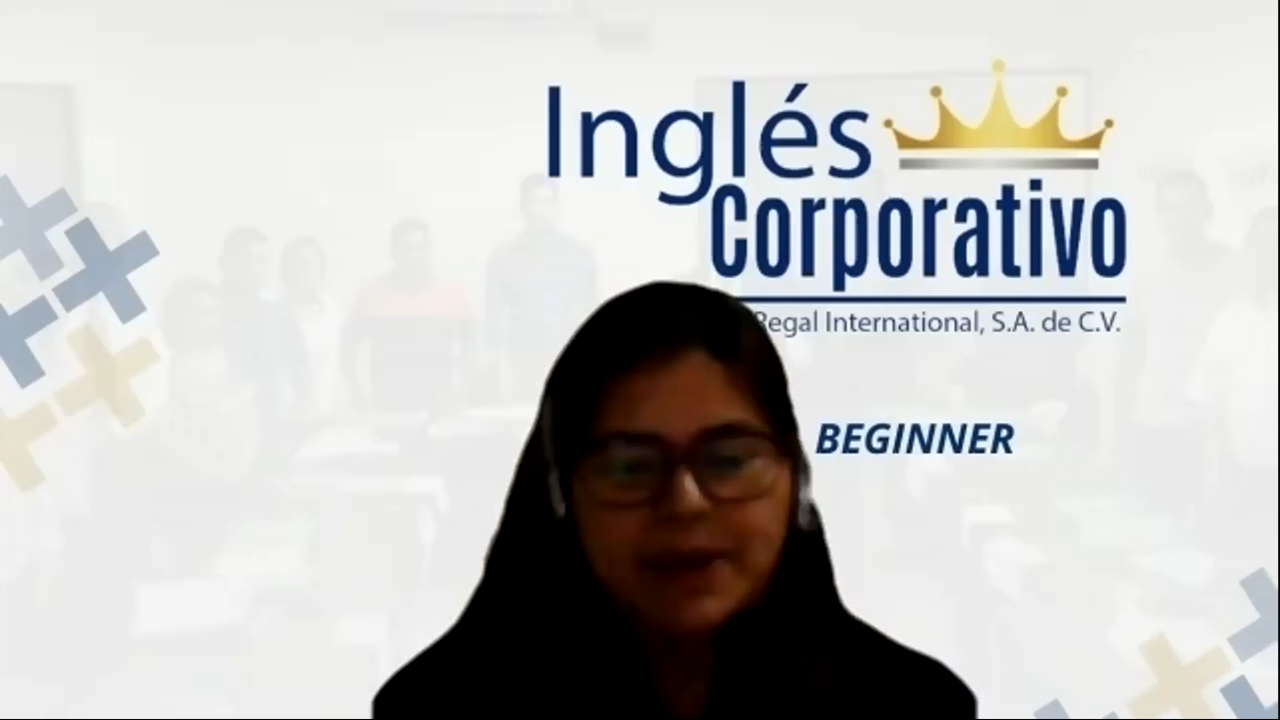 Inglés
Corporativo
Regal International, S.A. de C.V.
BEGINNER